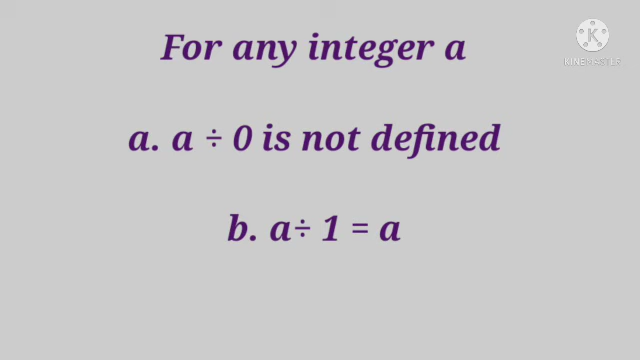 For any integer a
K
KINEMASTER
a. a ÷ 0 is not defined
b. a÷ 1 = a